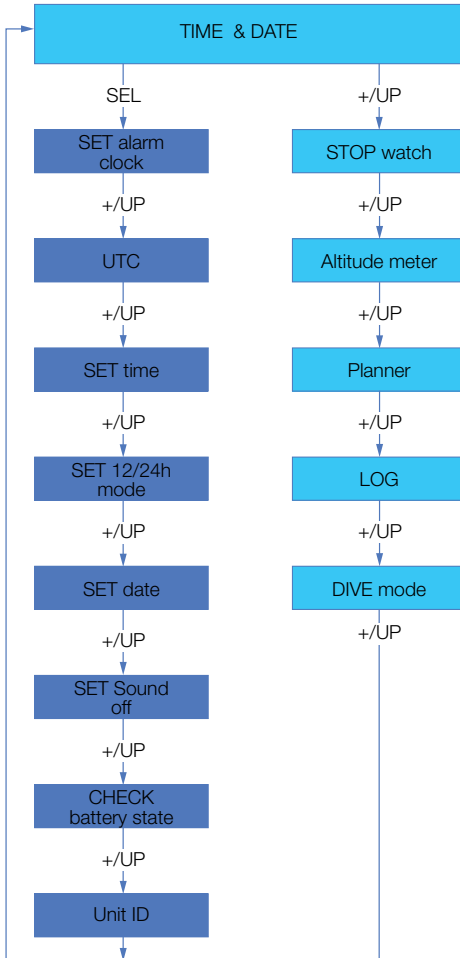 TIME & DATE
SEL
SET alarm
clock
+/UP
UTC
+/UP
SET time
+/UP
SET 12/24h
mode
+/UP
SET date
+/UP
SET Sound
off
+/UP
CHECK
battery state
+/UP
Unit ID
+/UP
STOP watch
+/UP
Altitude meter
+/UP
Planner
+/UP
LOG
+/UP
DIVE mode
+/UP